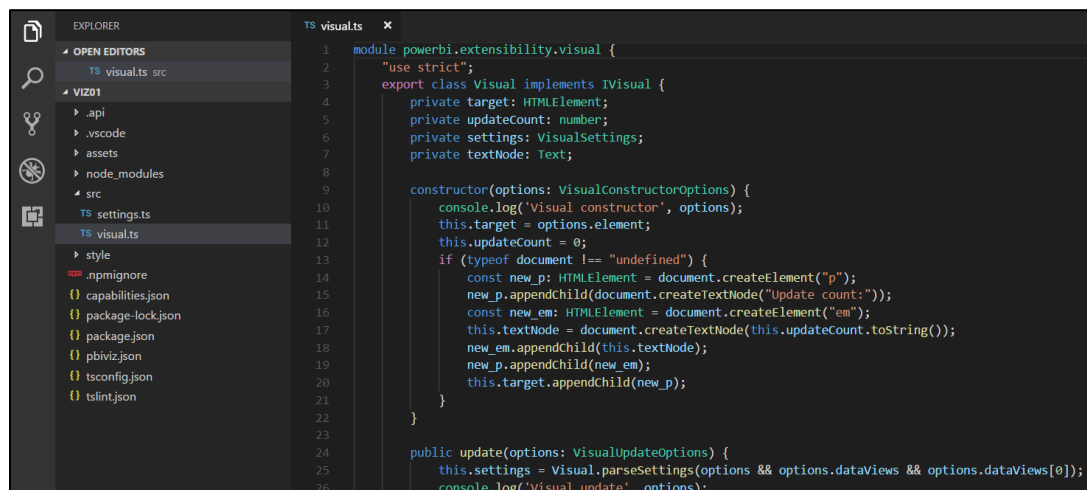 EXPLORER
OPEN EDITORS
TS visual.ts src
VIZ01
.api
.vscode
assets
node_modules
src
TS settings.ts
TS visual.ts
style
npm .npmignore
{} capabilities.json
{} package-lock.json
{} package.json
{} pbiviz.json
{} tsconfig.json
{} tslint.json
TS visual.ts ×
1 module powerbi.extensibility.visual {
2     "use strict";
3     export class Visual implements IVisual {
4         private target: HTMLElement;
5         private updateCount: number;
6         private settings: VisualSettings;
7         private textNode: Text;
8
9         constructor(options: VisualConstructorOptions) {
10             console.log('Visual constructor', options);
11             this.target = options.element;
12             this.updateCount = 0;
13             if (typeof document !== "undefined") {
14                 const new_p: HTMLElement = document.createElement("p");
15                 new_p.appendChild(document.createTextNode("Update count:"));
16                 const new_em: HTMLElement = document.createElement("em");
17                 this.textNode = document.createTextNode(this.updateCount.toString());
18                 new_em.appendChild(this.textNode);
19                 new_p.appendChild(new_em);
20                 this.target.appendChild(new_p);
21             }
22         }
23
24         public update(options: VisualUpdateOptions) {
25             this.settings = Visual.parseSettings(options && options.dataViews && options.dataViews[0]);
26             console.log('Visual update', options);